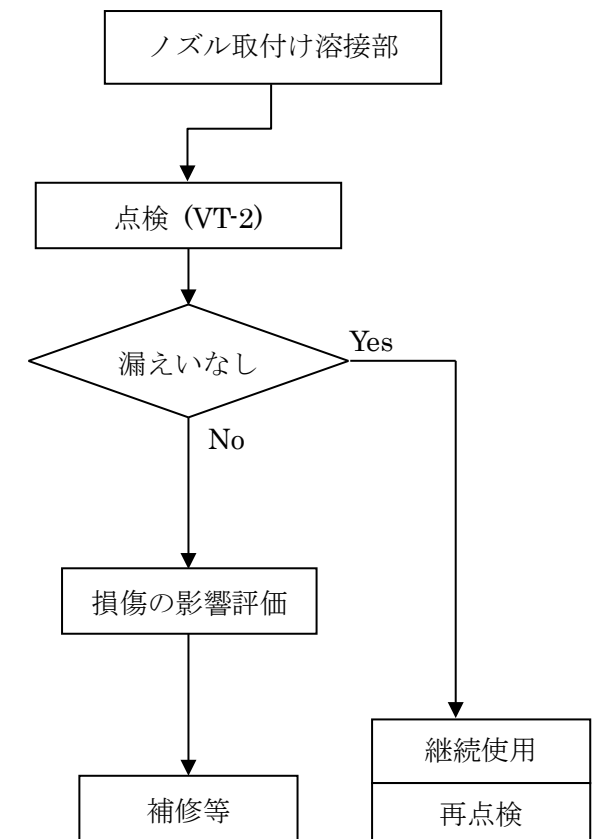 ノズル取付け溶接部
点検 (VT-2)
漏えいなし
Yes
No
損傷の影響評価
補修等
継続使用
再点検